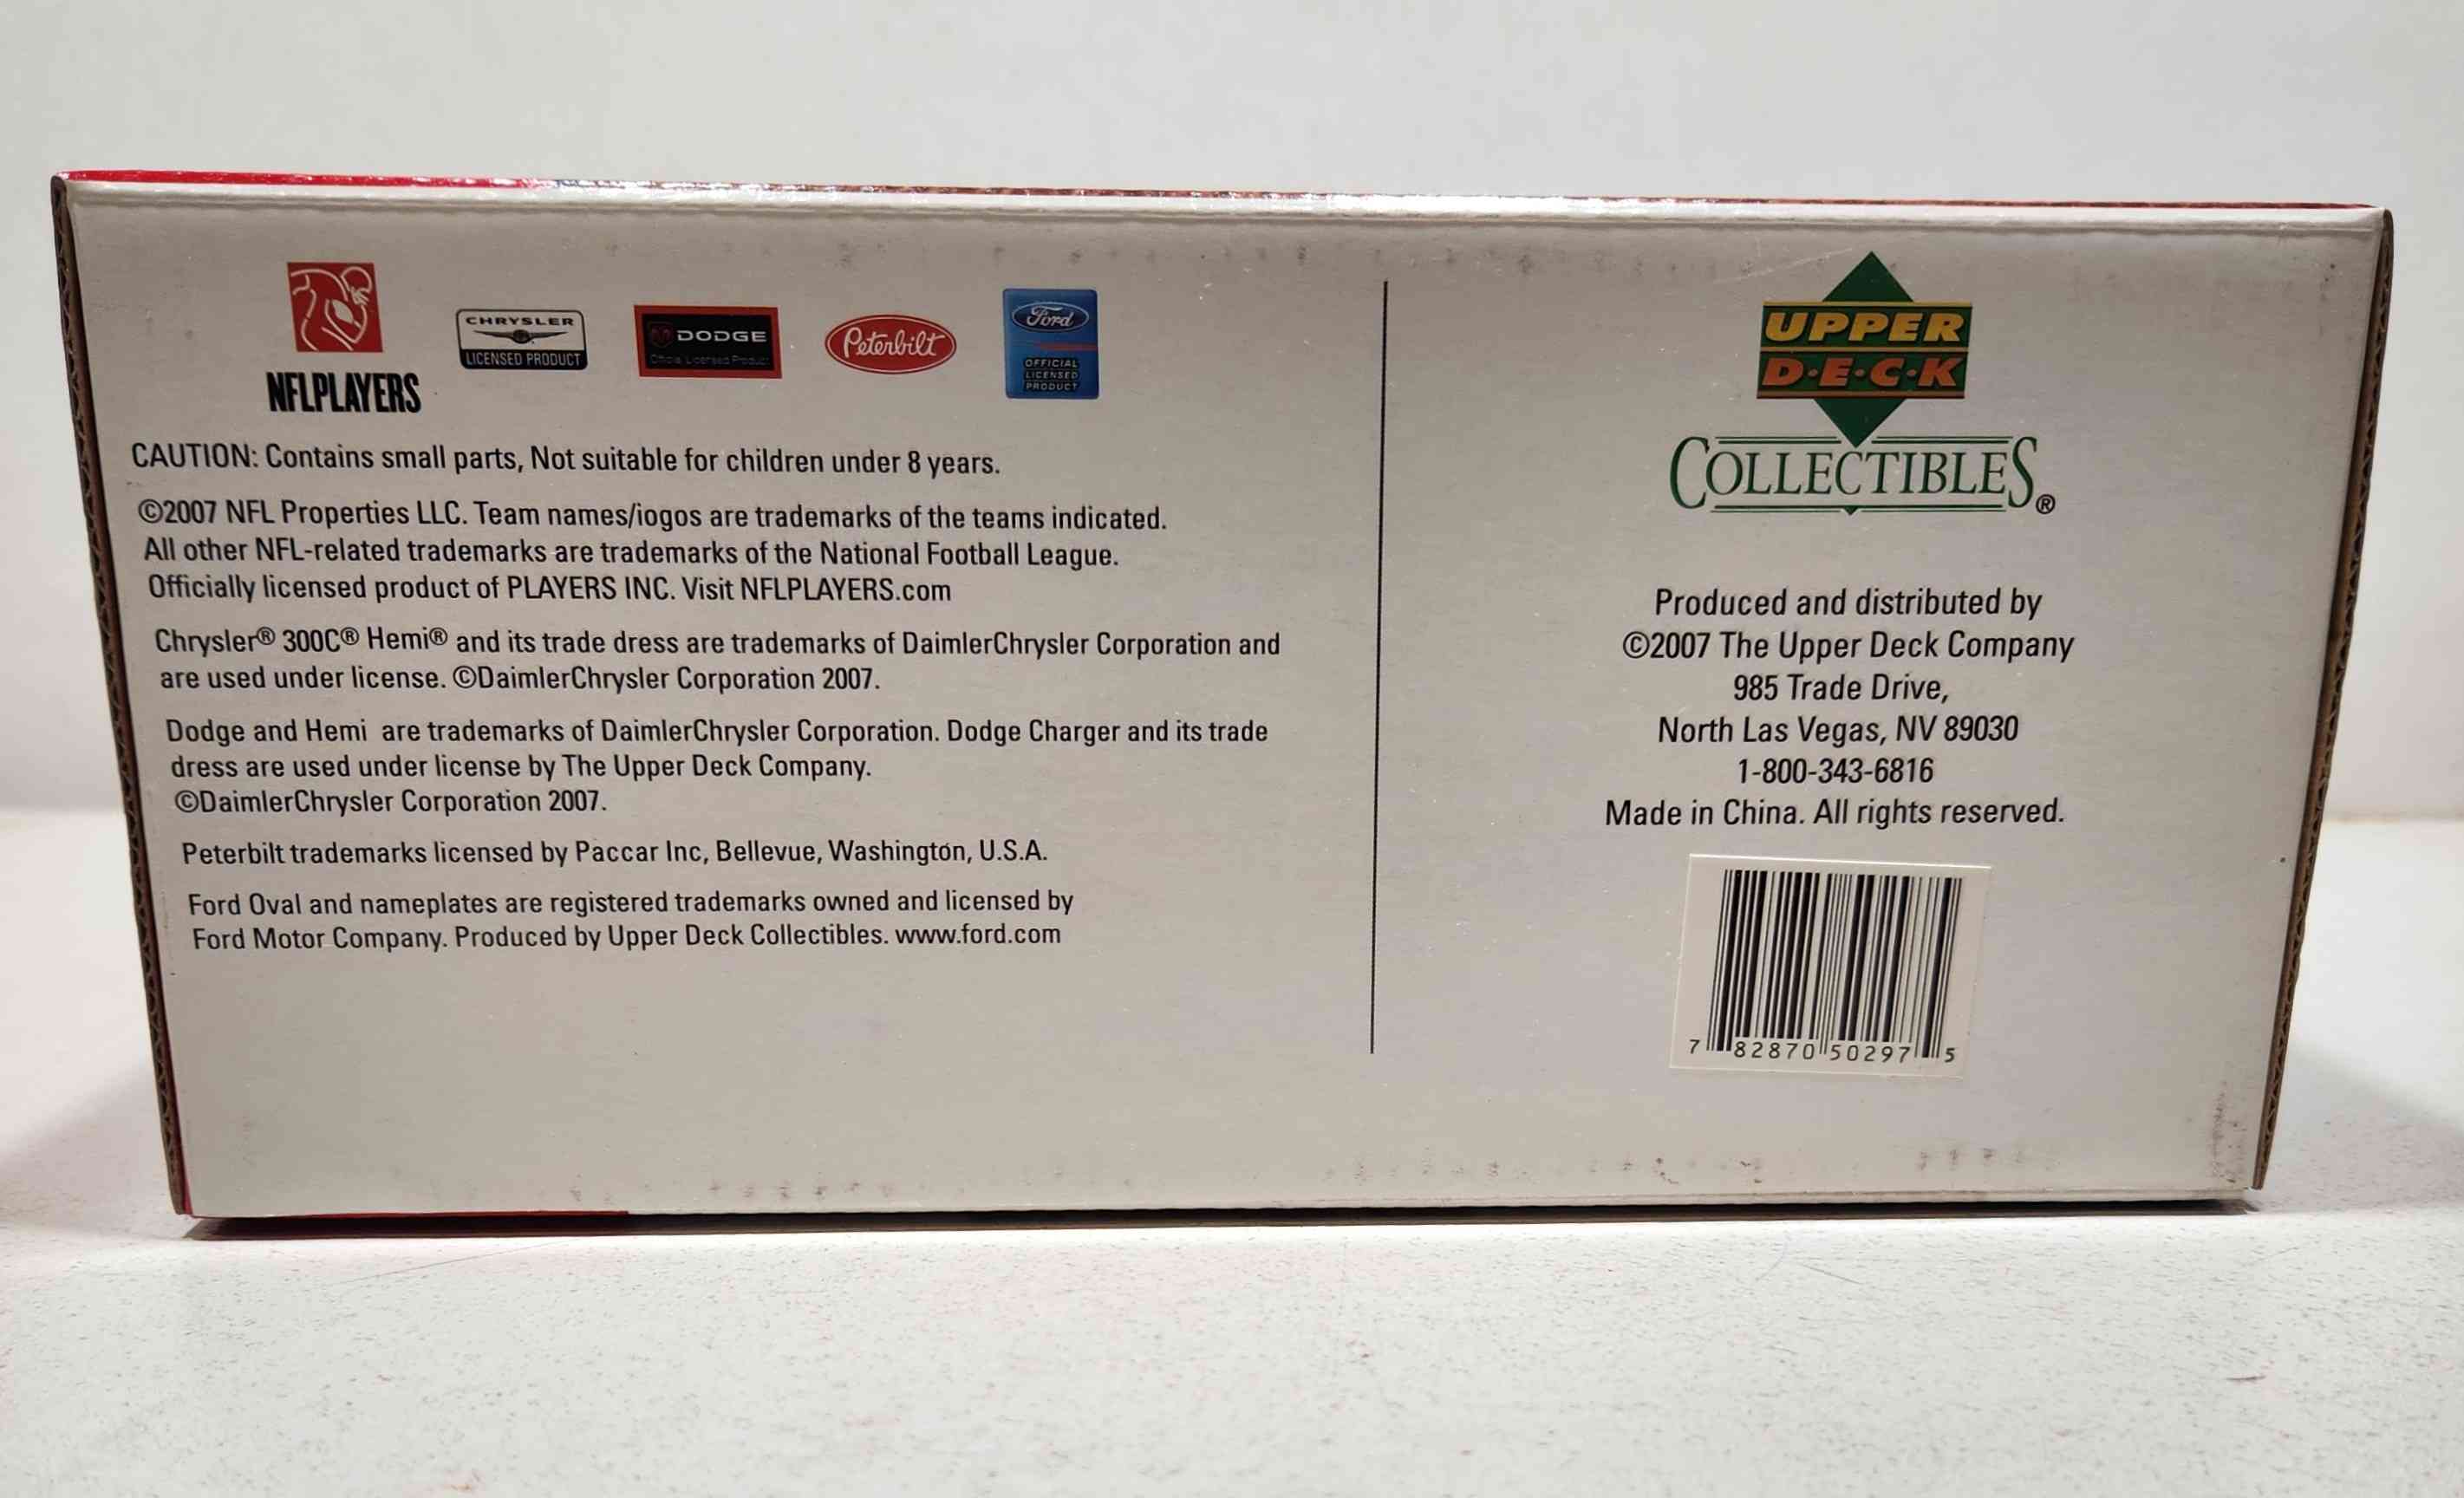 NFLPLAYERS
CHRYSLER
LICENSED PRODUCT
DODGE
Official Licensed Product
Peterbilt
Ford
OFFICIAL
LICENSED
PRODUCT
CAUTION: Contains small parts, Not suitable for children under 8 years.
©2007 NFL Properties LLC. Team names/iogos are trademarks of the teams indicated.
All other NFL-related trademarks are trademarks of the National Football League.
Officially licensed product of PLAYERS INC. Visit NFLPLAYERS.com
Chrysler® 300C® Hemi® and its trade dress are trademarks of DaimlerChrysler Corporation and
are used under license. ©DaimlerChrysler Corporation 2007.
Dodge and Hemi are trademarks of DaimlerChrysler Corporation. Dodge Charger and its trade
dress are used under license by The Upper Deck Company.
©DaimlerChrysler Corporation 2007.
Peterbilt trademarks licensed by Paccar Inc, Bellevue, Washington, U.S.A.
Ford Oval and nameplates are registered trademarks owned and licensed by
Ford Motor Company. Produced by Upper Deck Collectibles. www.ford.com
UPPER
D·E·C·K
COLLECTIBLES®
Produced and distributed by
©2007 The Upper Deck Company
985 Trade Drive,
North Las Vegas, NV 89030
1-800-343-6816
Made in China. All rights reserved.
7 82870 50297 5